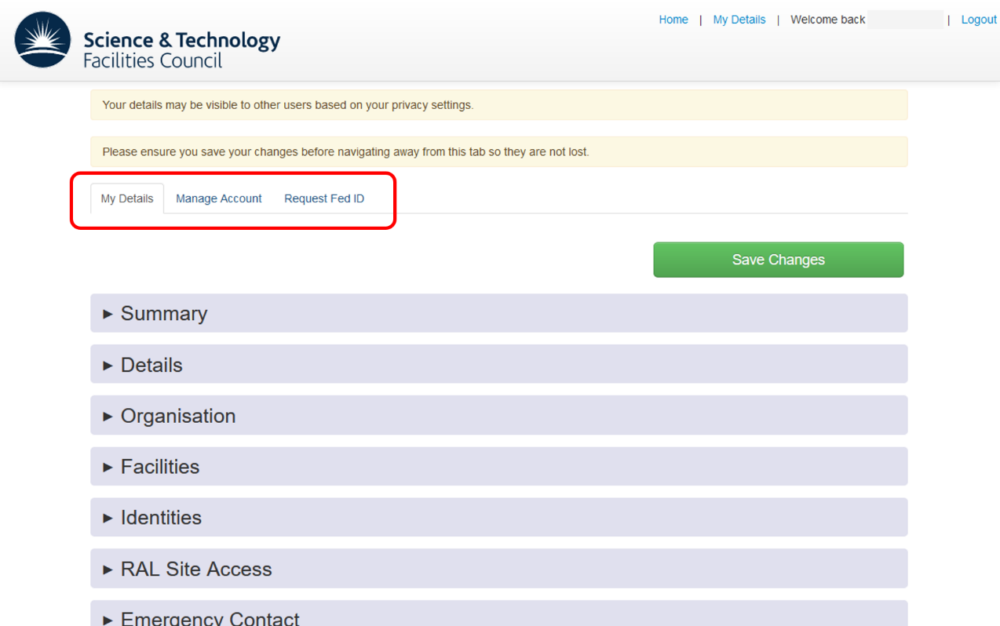 Home | My Details | Welcome back | Logout
Science & Technology
Facilities Council
Your details may be visible to other users based on your privacy settings.
Please ensure you save your changes before navigating away from this tab so they are not lost.
My Details Manage Account Request Fed ID
Save Changes
► Summary
► Details
► Organisation
► Facilities
► Identities
► RAL Site Access
► Emergency Contact